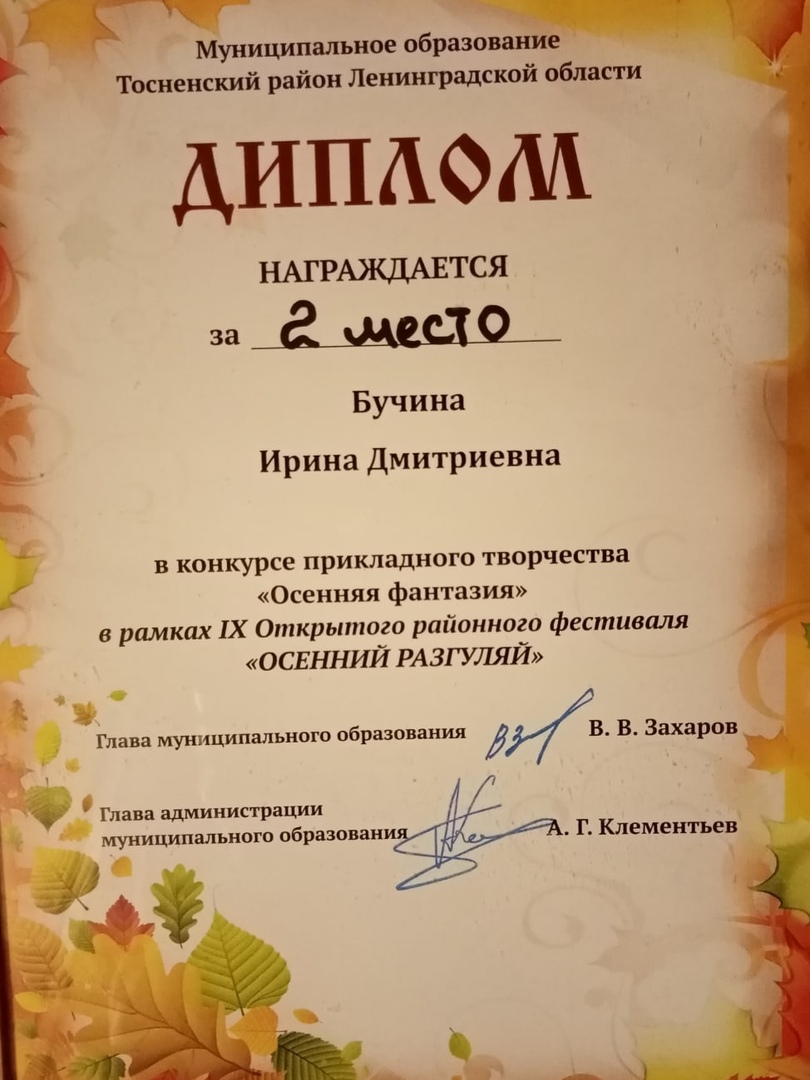 Муниципальное образование
Тосненский район Ленинградской области
ДИПЛОМ
НАГРАЖДАЕТСЯ
за 2 место
Бучина
Ирина Дмитриевна
в конкурсе прикладного творчества
«Осенняя фантазия»
в рамках IX Открытого районного фестиваля
«ОСЕННИЙ РАЗГУЛЯЙ»
Глава муниципального образования В. В. Захаров
Глава администрации
муниципального образования А. Г. Клементьев